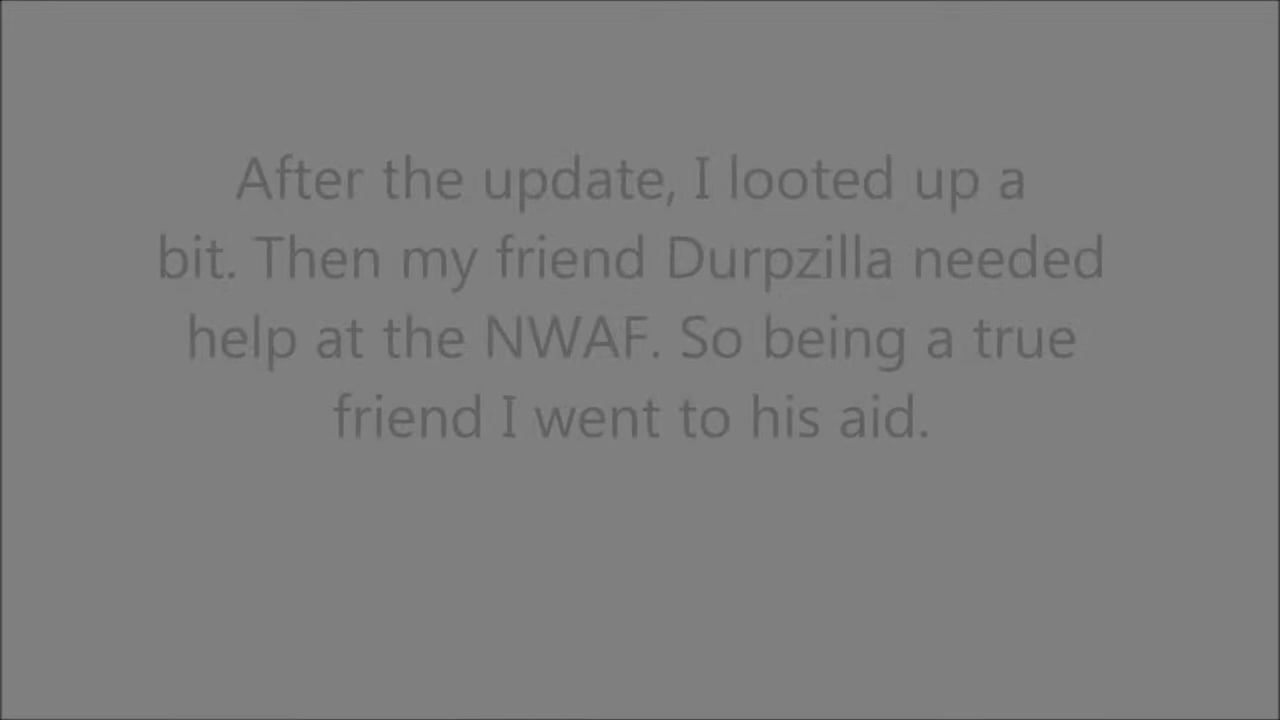 After the update, I looted up a
bit. Then my friend Durpzilla needed
help at the NWAF. So being a true
friend I went to his aid.